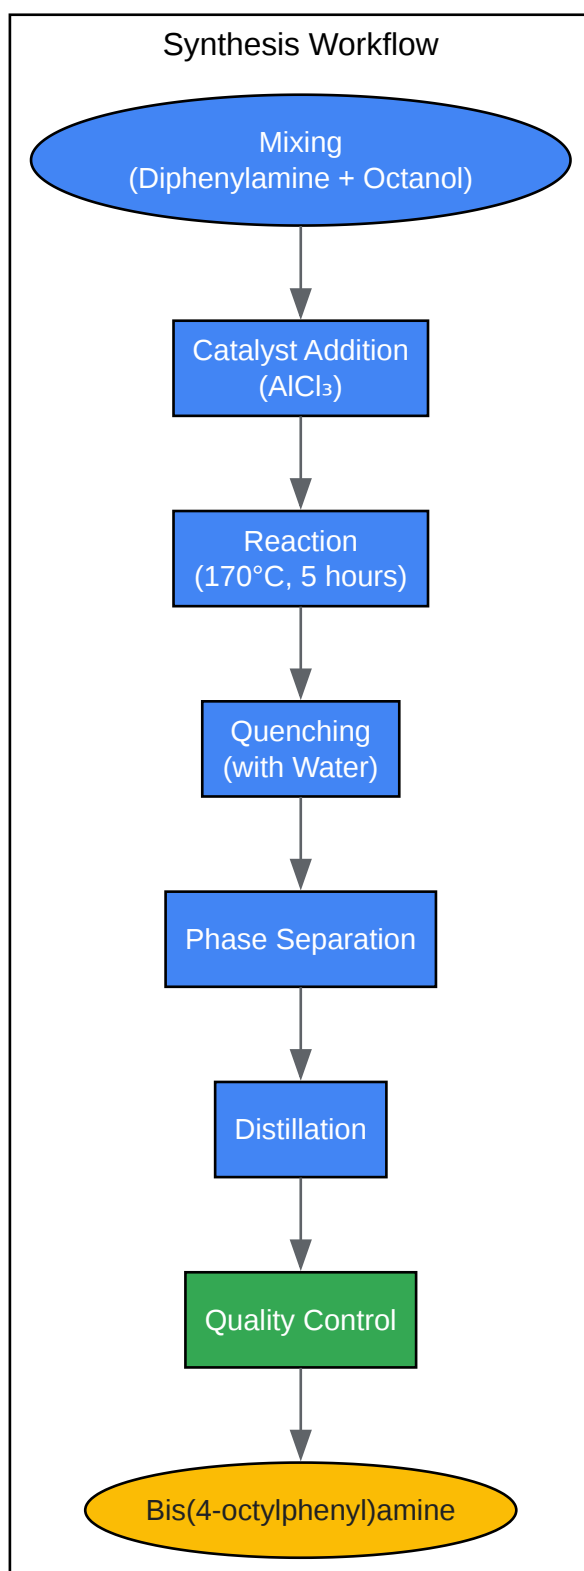 Synthesis Workflow
Mixing
(Diphenylamine + Octanol)
Catalyst Addition
(AlCl₃)
Reaction
(170°C, 5 hours)
Quenching
(with Water)
Phase Separation
Distillation
Quality Control
Bis(4-octylphenyl)amine